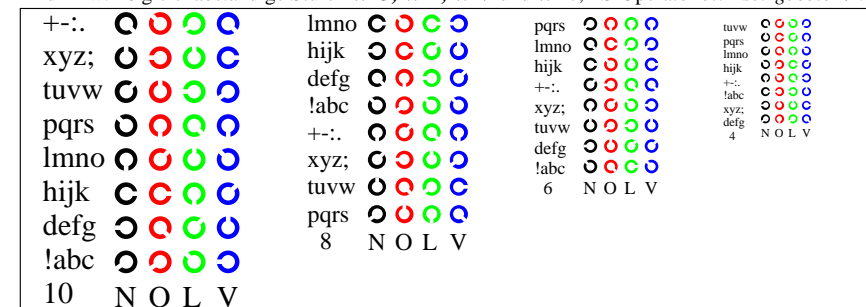 +-:.
xyz;
tuvw
pqrs
lmno
hijk
defg
!abc
10 N O L V
lmno
hijk
defg
!abc
+-:.
xyz;
tuvw
pqrs
8 N O L V
pqrs
lmno
hijk
+-:.
xyz;
tuvw
defg
!abc
6 N O L V
tuvw
pqrs
lmno
hijk
+-:.
!abc
xyz;
defg
4 N O L V